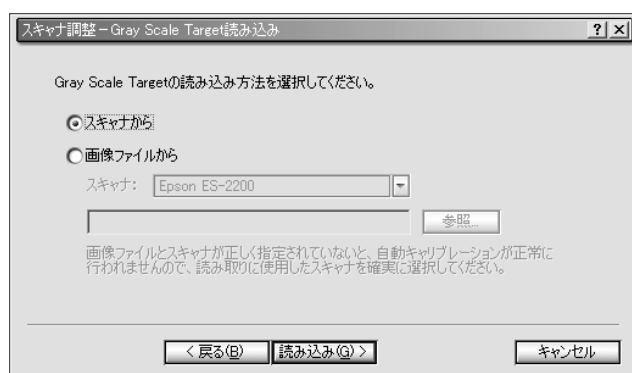 スキャナ調整－Gray Scale Target読み込み
Gray Scale Targetの読み込み方法を選択してください。
スキャナから
画像ファイルから
スキャナ： Epson ES-2200
参照...
画像ファイルとスキャナが正しく指定されていないと、自動キャリブレーションが正常に
行われませんので、読み取りに使用したスキャナを確実に選択してください。
< 戻る(B) 読み込み(G) > キャンセル